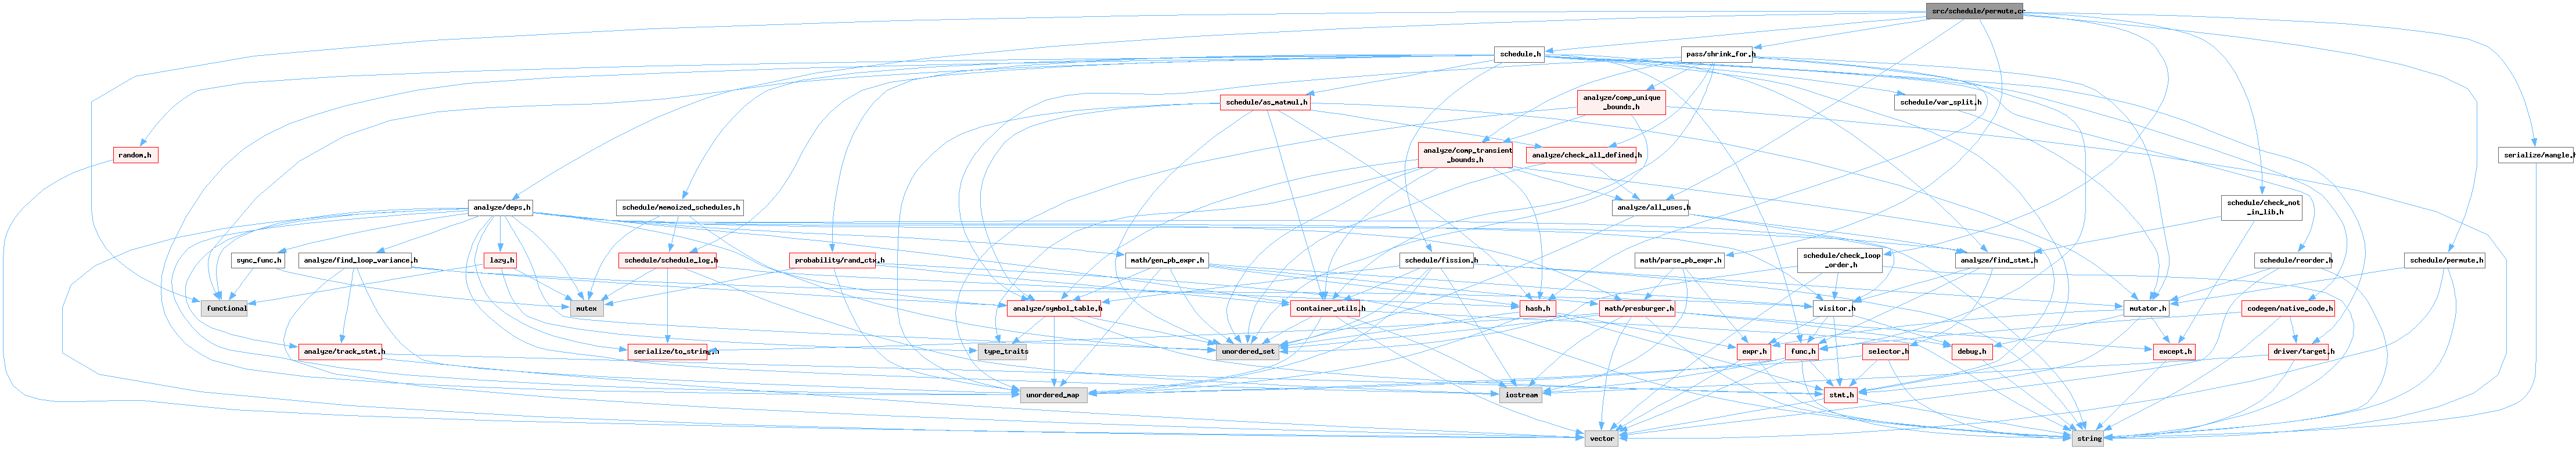 src/schedule/permute.cc
schedule.h
pass/shrink_for.h
schedule/as_matmul.h
analyze/comp_unique
_bounds.h
schedule/var_split.h
random.h
analyze/comp_transient
_bounds.h
analyze/check_all_defined.h
serialize/mangle.h
analyze/deps.h
schedule/memoized_schedules.h
analyze/all_uses.h
schedule/check_not
_in_lib.h
sync_func.h
analyze/find_loop_variance.h
lazy.h
schedule/schedule_log.h
probability/rand_ctx.h
math/gen_pb_expr.h
schedule/fission.h
math/parse_pb_expr.h
schedule/check_loop
_order.h
analyze/find_stmt.h
schedule/reorder.h
schedule/permute.h
functional
mutex
analyze/symbol_table.h
container_utils.h
hash.h
math/presburger.h
visitor.h
mutator.h
codegen/native_code.h
analyze/track_stmt.h
serialize/to_string.h
type_traits
unordered_set
expr.h
func.h
selector.h
debug.h
except.h
driver/target.h
unordered_map
iostream
stmt.h
vector
string